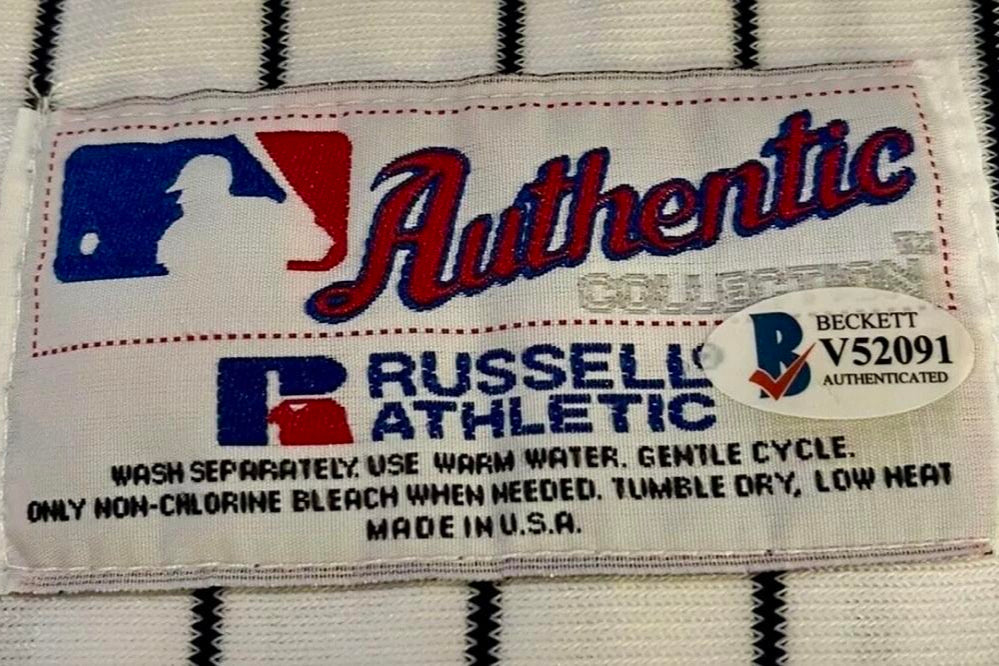 Authentic
TM
COLLECTION
RUSSELL®
ATHLETIC
B
BECKETT
V52091
AUTHENTICATED
WASH SEPARATELY. USE WARM WATER. GENTLE CYCLE.
ONLY NON-CHLORINE BLEACH WHEN NEEDED. TUMBLE DRY, LOW HEAT
MADE IN U.S.A.